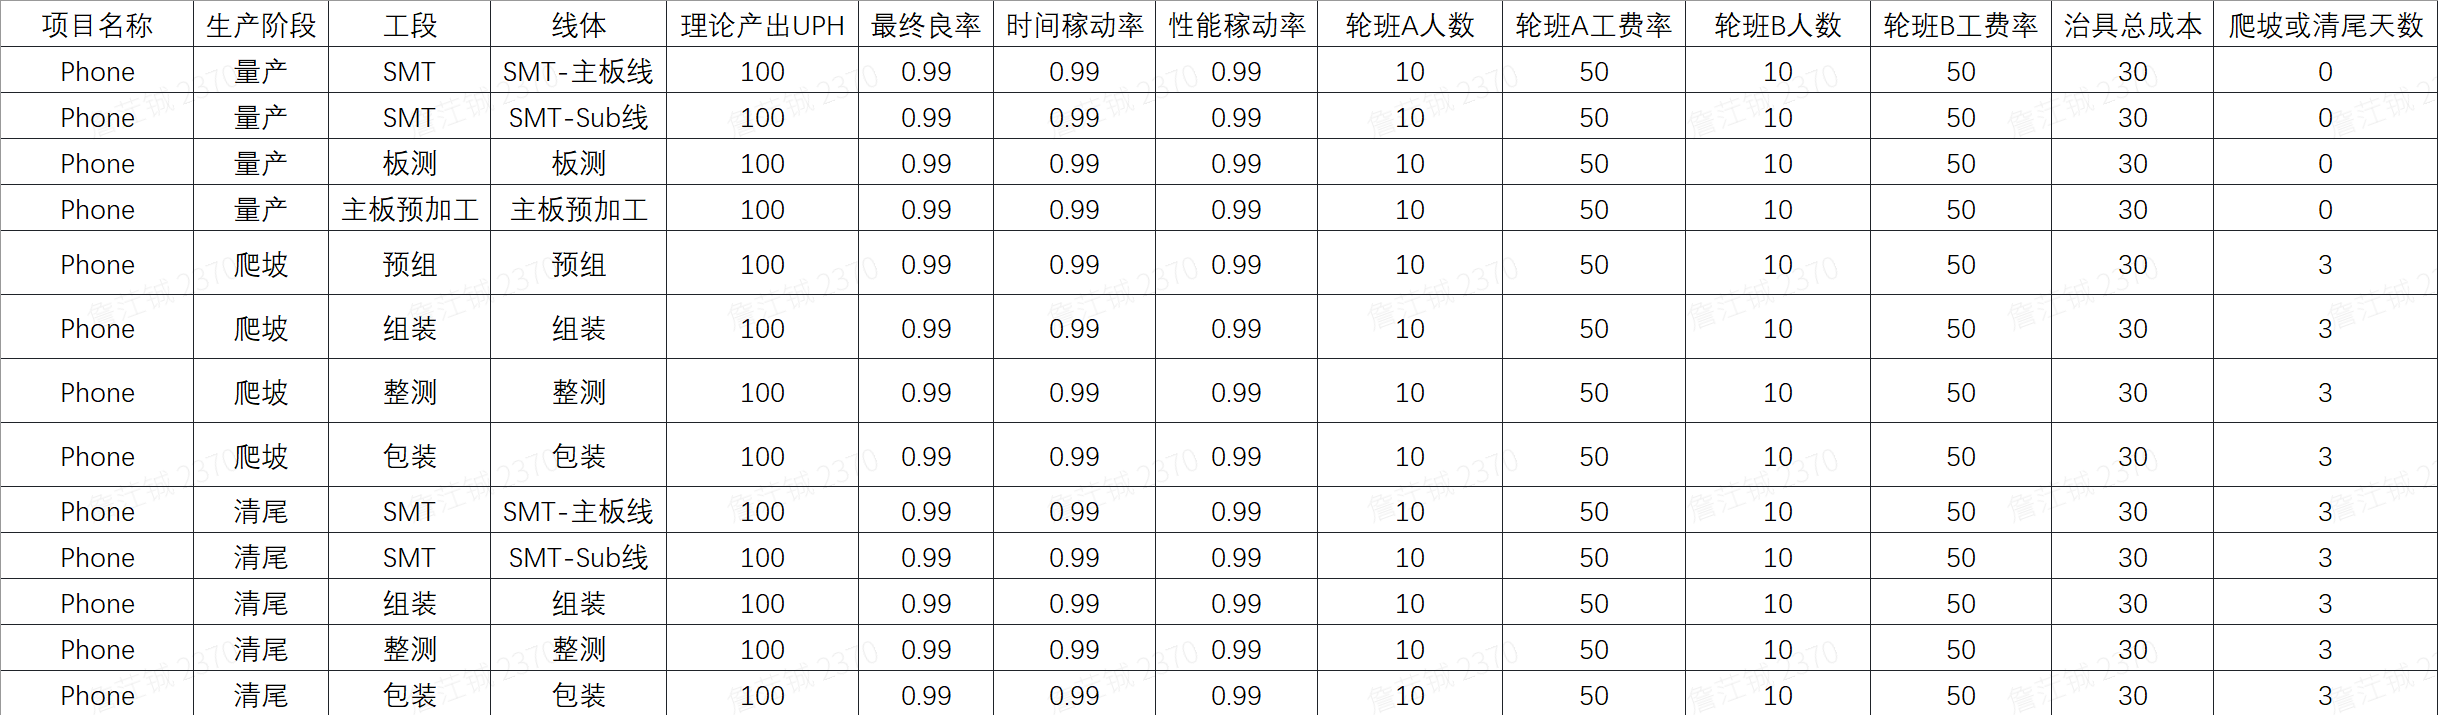 项目名称 生产阶段 工段 线体 理论产出UPH 最终良率 时间稼动率 性能稼动率 轮班A人数 轮班A工费率 轮班B人数 轮班B工费率 治具总成本 爬坡或清尾天数
Phone 量产 SMT SMT-主板线 100 0.99 0.99 0.99 10 50 10 50 30 0
Phone 量产 SMT SMT-Sub线 100 0.99 0.99 0.99 10 50 10 50 30 0
Phone 量产 板测 板测 100 0.99 0.99 0.99 10 50 10 50 30 0
Phone 量产 主板预加工 主板预加工 100 0.99 0.99 0.99 10 50 10 50 30 0
Phone 爬坡 预组 预组 100 0.99 0.99 0.99 10 50 10 50 30 3
Phone 爬坡 组装 组装 100 0.99 0.99 0.99 10 50 10 50 30 3
Phone 爬坡 整测 整测 100 0.99 0.99 0.99 10 50 10 50 30 3
Phone 爬坡 包装 包装 100 0.99 0.99 0.99 10 50 10 50 30 3
Phone 清尾 SMT SMT-主板线 100 0.99 0.99 0.99 10 50 10 50 30 3
Phone 清尾 SMT SMT-Sub线 100 0.99 0.99 0.99 10 50 10 50 30 3
Phone 清尾 组装 组装 100 0.99 0.99 0.99 10 50 10 50 30 3
Phone 清尾 整测 整测 100 0.99 0.99 0.99 10 50 10 50 30 3
Phone 清尾 包装 包装 100 0.99 0.99 0.99 10 50 10 50 30 3